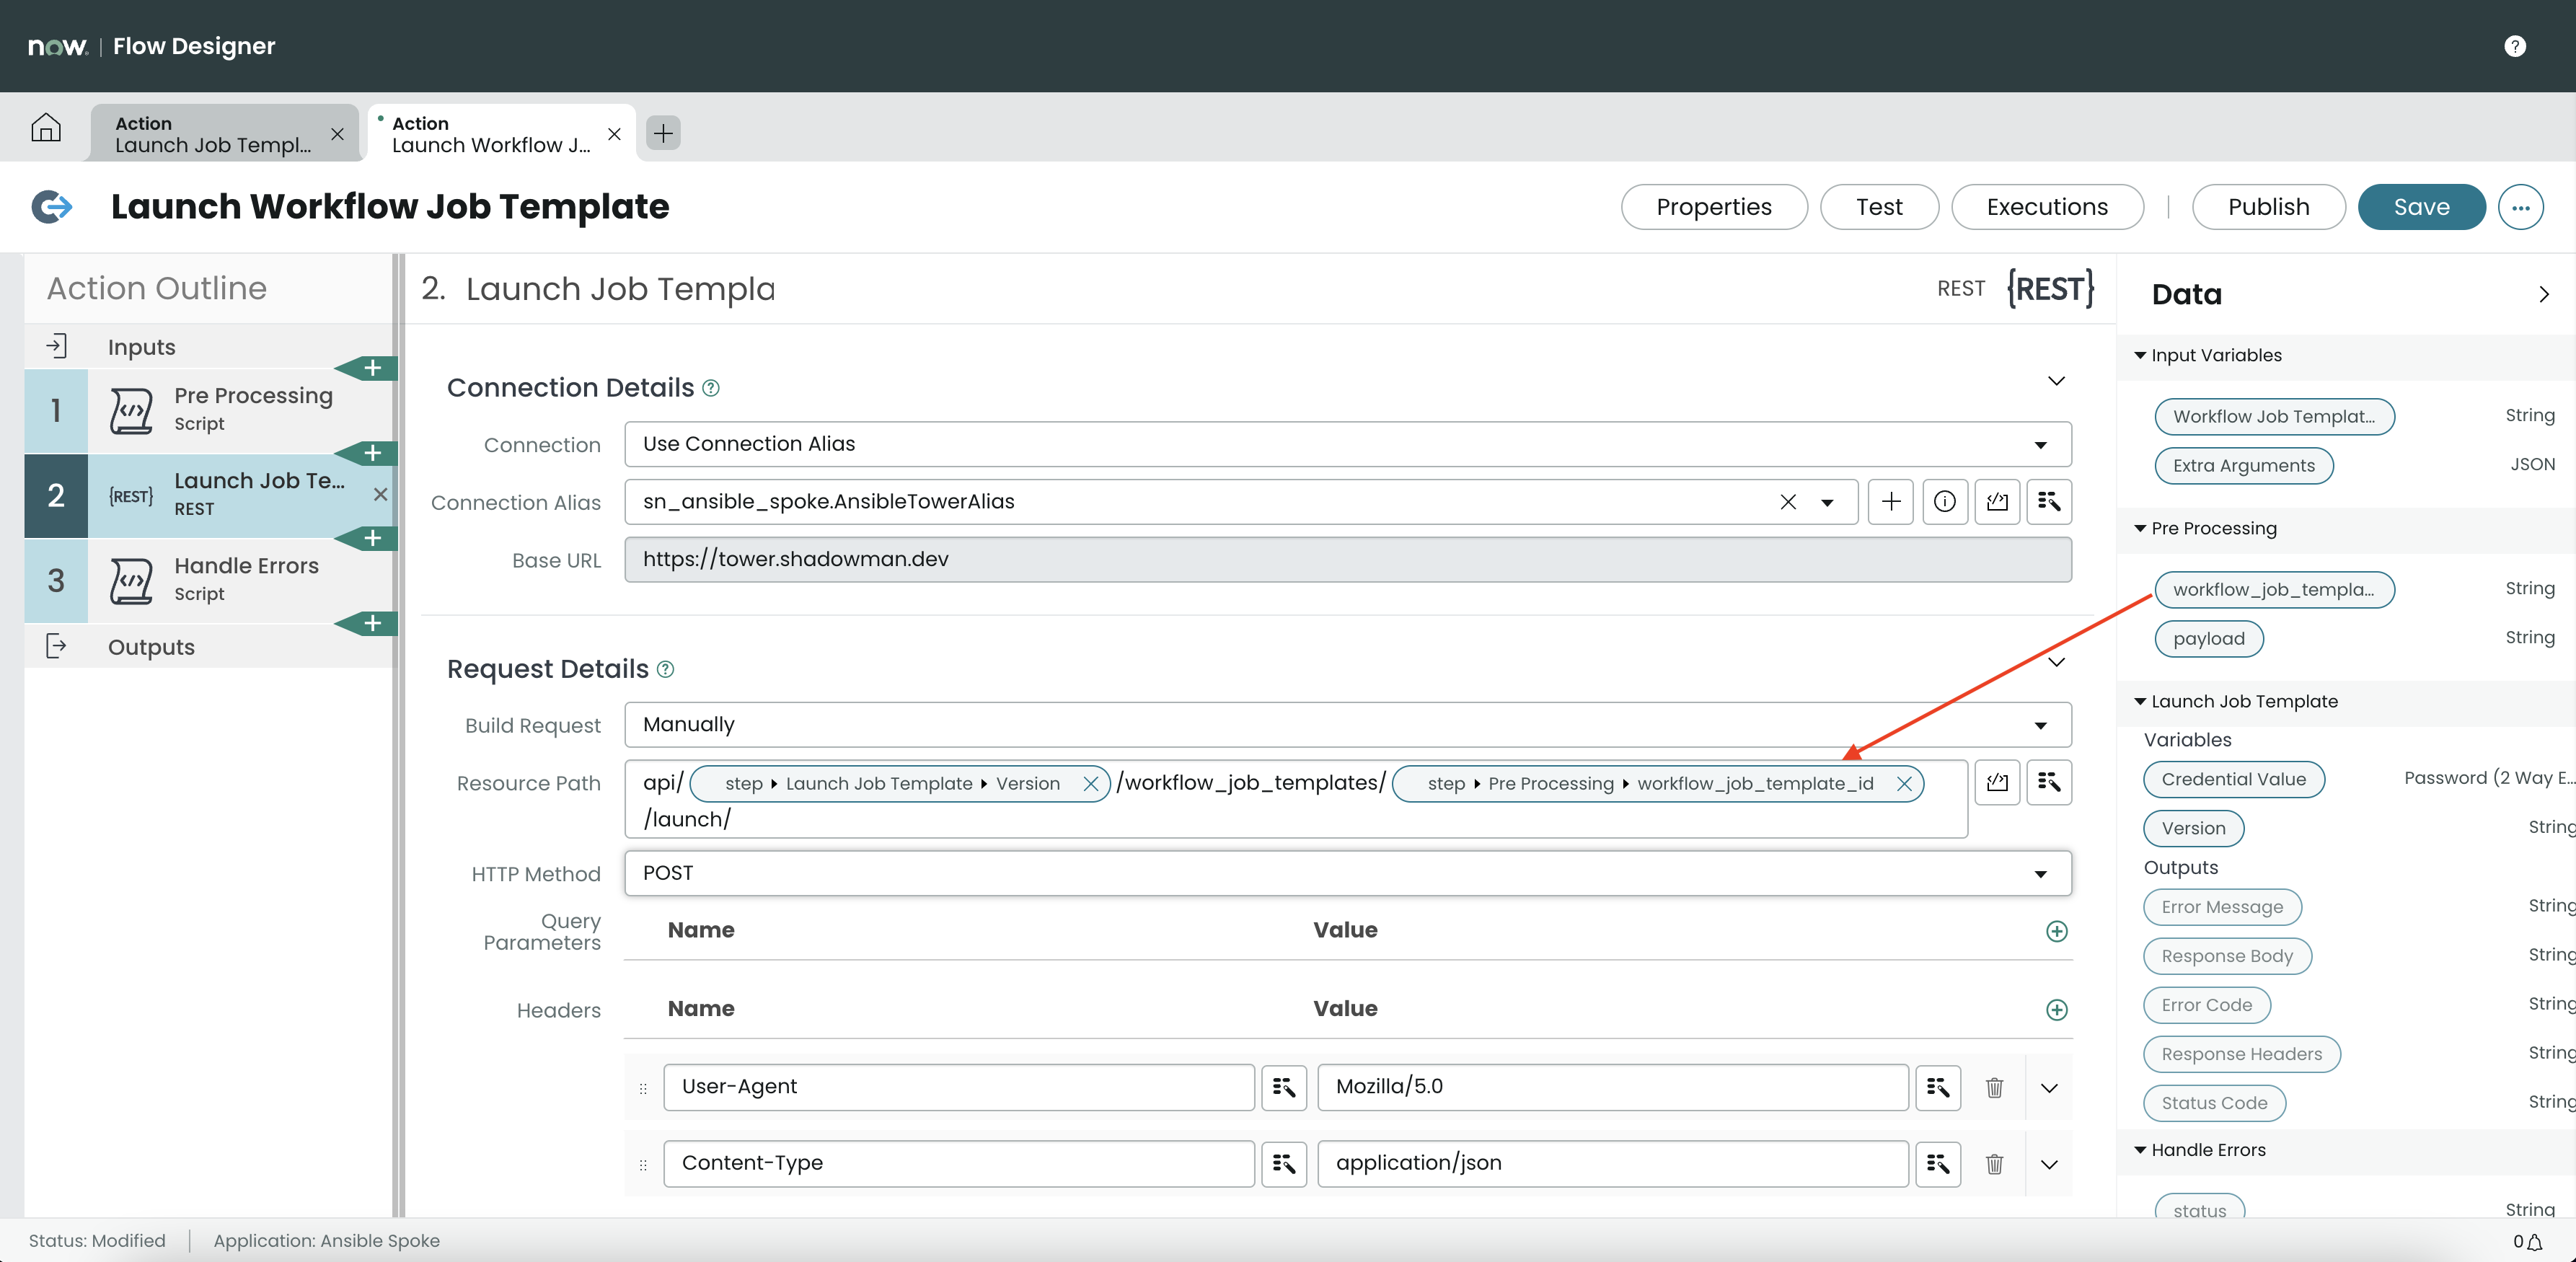 now. | Flow Designer
?
Action
Launch Job Templ...
Action
Launch Workflow J...
Launch Workflow Job Template
Properties
Test
Executions
Publish
Save
...
Action Outline
Inputs
1
Pre Processing
Script
2
{REST}
Launch Job Te...
REST
3
Handle Errors
Script
Outputs
2. Launch Job Templa
REST {REST}
Connection Details ?
Connection Use Connection Alias
Connection Alias sn_ansible_spoke.AnsibleTowerAlias
Base URL https://tower.shadowman.dev
Request Details ?
Build Request Manually
Resource Path api/ step Launch Job Template Version /workflow_job_templates/ step Pre Processing workflow_job_template_id
/launch/
HTTP Method POST
Query
Parameters
Name Value
Headers Name Value
User-Agent Mozilla/5.0
Content-Type application/json
Data
Input Variables
Workflow Job Templat... String
Extra Arguments JSON
Pre Processing
workflow_job_templa... String
payload String
Launch Job Template
Variables
Credential Value Password (2 Way E...
Version String
Outputs
Error Message String
Response Body String
Error Code String
Response Headers String
Status Code String
Handle Errors
status String
Status: Modified | Application: Ansible Spoke
0